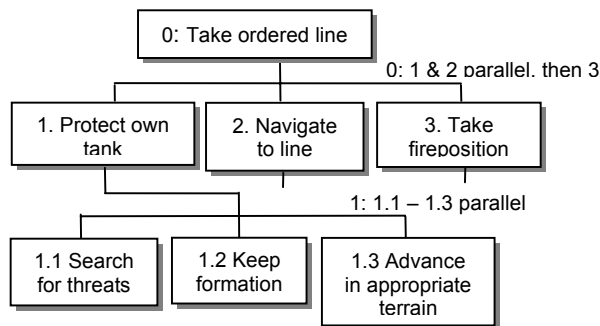 0: Take ordered line
0: 1 & 2 parallel, then 3
1. Protect own
tank
2. Navigate
to line
3. Take
fireposition
1: 1.1 – 1.3 parallel
1.1 Search
for threats
1.2 Keep
formation
1.3 Advance
in appropriate
terrain